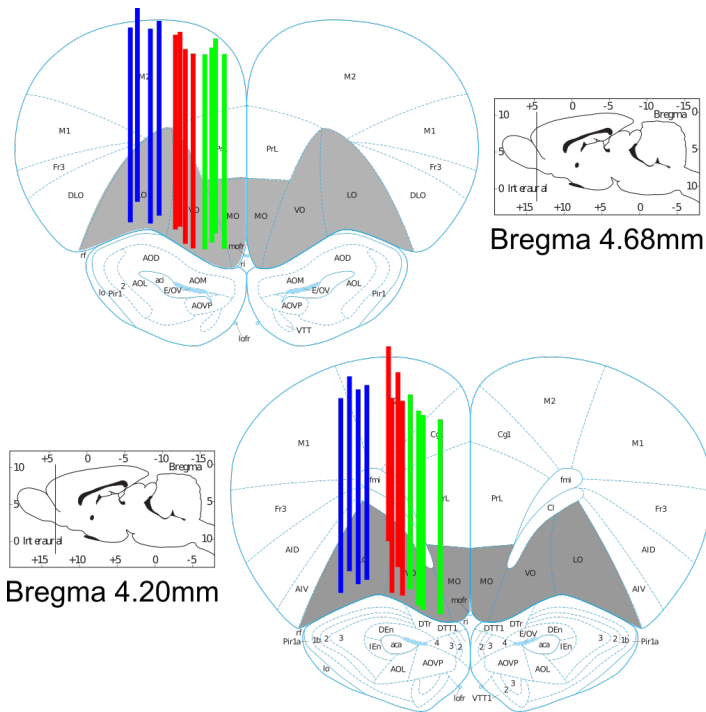 M2 M2
M1 PrL M1
Fr3 Fr3
DLO LO VO MO MO VO LO DLO
mofr
rf ri
AOD AOD
lo Pir1 2 AOL aci E/OV AOM AOVP AOM E/OV AOVP AOL Pir1
lofr VTT
+5 0 -5 -10 -15
10 Bregma 0
5 5
0 Interaural 10
+15 +10 +5 0 -5
Bregma 4.68mm
M2
M1 Cg1 Cg1 M1
fmi fmi
PrL PrL
Fr3 Cl Fr3
AID AID
AIV VO MO MO VO LO AIV
mofr
rf DTr ri DTr rf
Pir1a 1b 2 3 DEn DTT1 DTT1 E/OV DEn 3 2 1b Pir1a
IEn aca 4 3 2 2 3 4 aca IEn
lo AOL AOVP AOVP AOL
2 3
lofr VTT1
+5 0 -5 -10 -15
10 Bregma 0
5 5
0 Interaural 10
+15 +10 +5 0 -5
Bregma 4.20mm